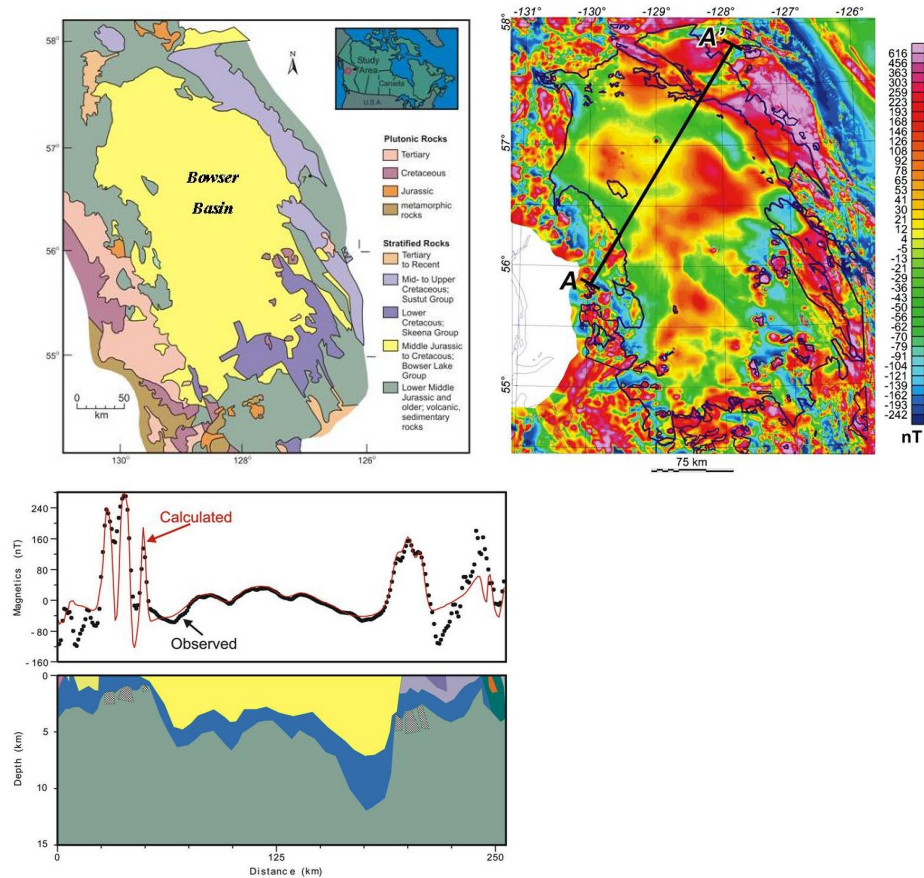 58°
57°
56°
55°
130°
128°
126°
N
Study
Area
Canada
U.S.A.
Bowser
Basin
0
50
km
Plutonic Rocks
Tertiary
Cretaceous
Jurassic
metamorphic
rocks
Stratified Rocks
Tertiary
to Recent
Mid- to Upper
Cretaceous;
Sustut Group
Lower
Cretacous;
Skeena Group
Middle Jurassic
to Cretacous;
Bowser Lake
Group
Lower Middle
Jurassic and
older; volcanic,
sedimentary
rocks
-131° -130° -129° -128° -127° -126°
58°
57°
56°
55°
A'
A
75 km
616
456
363
303
259
223
193
168
146
126
108
92
78
65
53
41
30
21
12
4
-5
-13
-21
-29
-36
-43
-50
-56
-62
-70
-79
-91
-104
-121
-139
-162
-193
-242
nT
Magnetics (nT)
240
160
80
0
-80
-160
Calculated
Observed
Depth (km)
0
5
10
15
0 125 250
Distance (km)